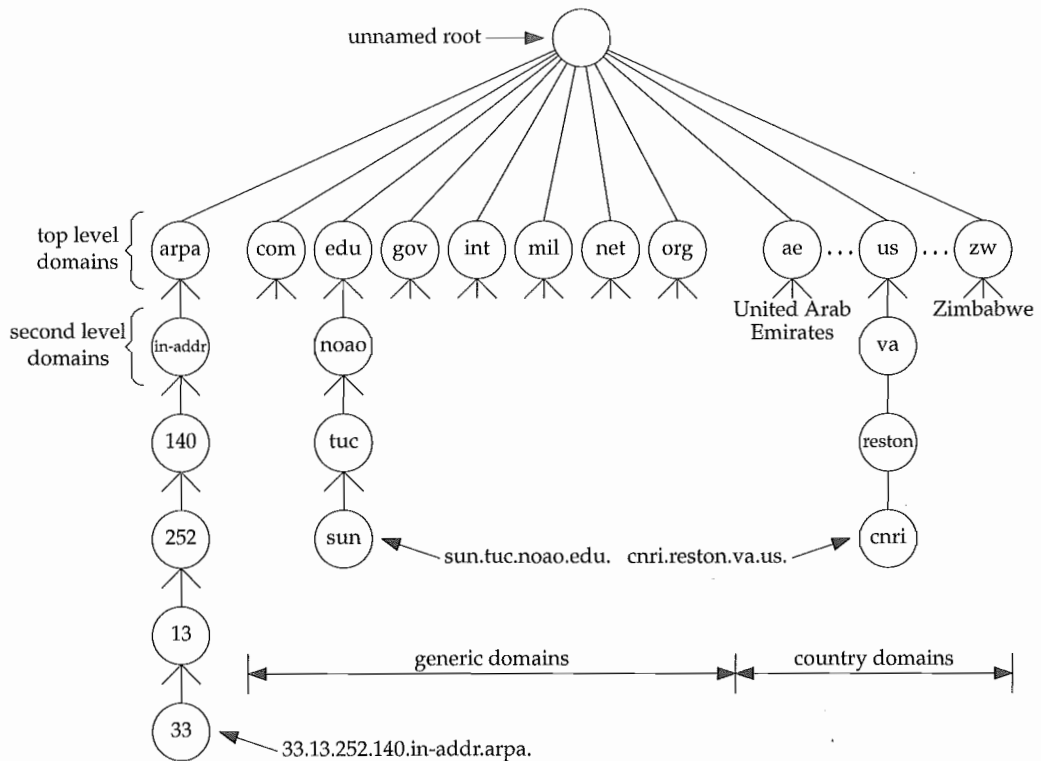 unnamed root
top level
domains
arpa com edu gov int mil net org ae ... us ... zw
United Arab
Emirates
Zimbabwe
second level
domains
in-addr noao va
140 tuc reston
252 sun cnri
sun.tuc.noao.edu. cnri.reston.va.us.
13
generic domains country domains
33
33.13.252.140.in-addr.arpa.